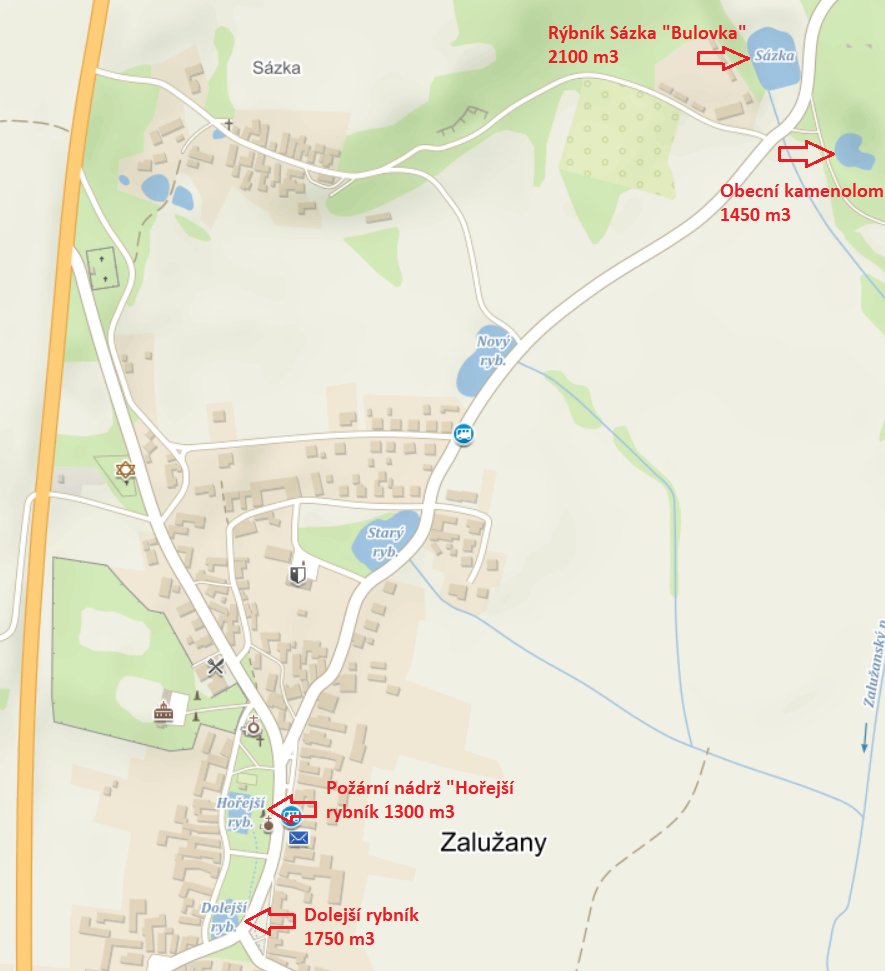 Rýbník Sázka "Bulovka"
2100 m3
Sázka
Sázka
Obecní kamenolom
1450 m3
Nový
ryb.
Starý
ryb.
Zalužanský p.
Požární nádrž "Hořejší
rybník 1300 m3
Hořejší
ryb.
Zalužany
Dolejší
ryb.
Dolejší rybník
1750 m3